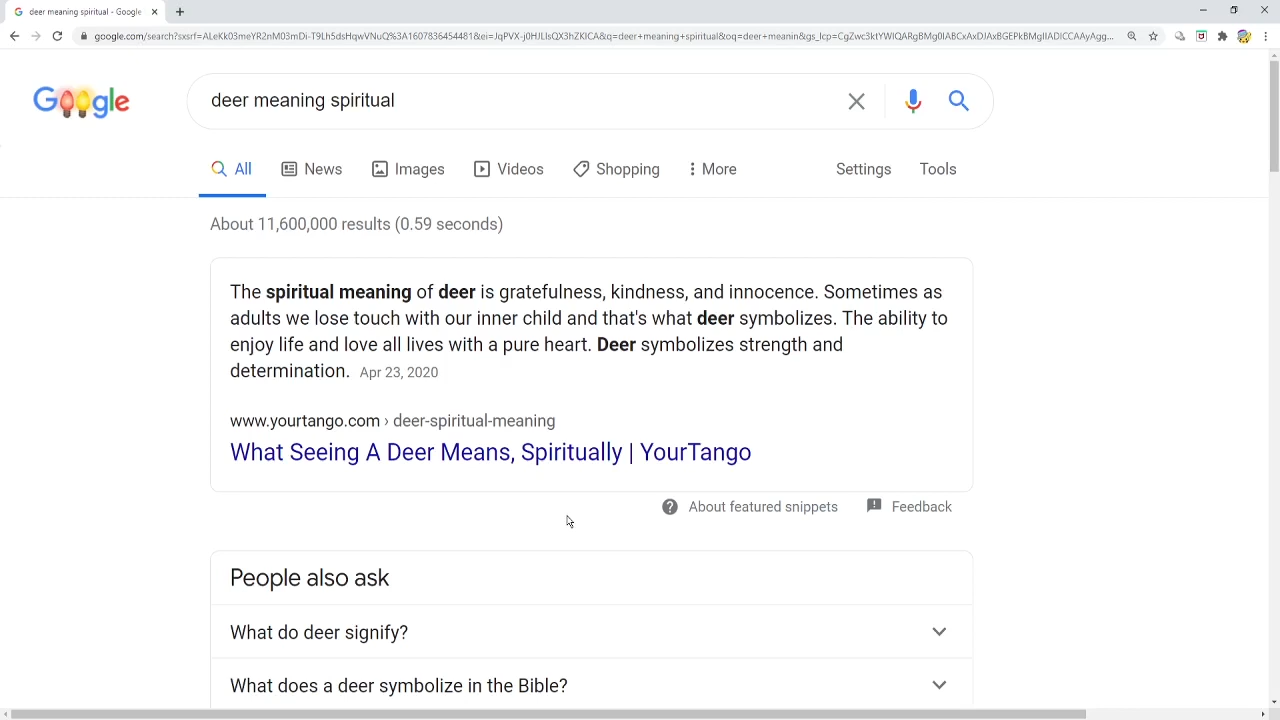 deer meaning spiritual - Google
google.com/search?sxsrf=ALeKk03meYR2nM03mDi-T9Lh5dsHqwVNuQ%3A1607836454481&ei=JqPVX-j0HJLIsQX3hZKICA&q=deer+meaning+spiritual&oq=deer+meanin&gs_lcp=CgZwc3ktYWIQARgBMg0IABCxAxDJAxBGEPkBMgIIADICCAAyAgg...
Google
deer meaning spiritual
All News Images Videos Shopping More Settings Tools
About 11,600,000 results (0.59 seconds)
The spiritual meaning of deer is gratefulness, kindness, and innocence. Sometimes as
adults we lose touch with our inner child and that's what deer symbolizes. The ability to
enjoy life and love all lives with a pure heart. Deer symbolizes strength and
determination. Apr 23, 2020
www.yourtango.com › deer-spiritual-meaning
What Seeing A Deer Means, Spiritually | YourTango
About featured snippets Feedback
People also ask
What do deer signify?
What does a deer symbolize in the Bible?